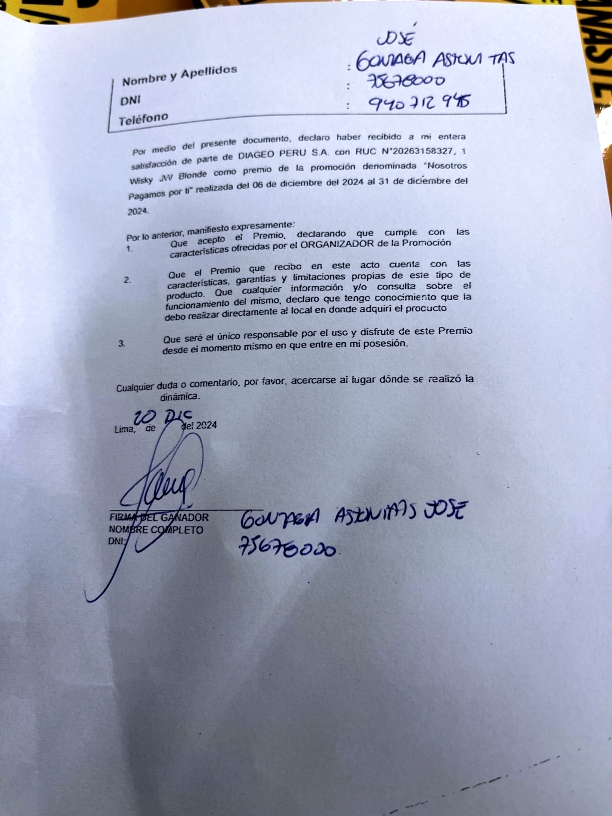 JOSÉ
Nombre y Apellidos : GONZAGA ASENCITAS
DNI : 75678000
Teléfono : 940 712 945
Por medio del presente documento, declaro haber recibido a mi entera
satisfacción de parte de DIAGEO PERU S.A. con RUC N°20263158327, 1
Wisky JW Blonde como premio de la promoción denominada "Nosotros
Pagamos por ti" realizada del 06 de diciembre del 2024 al 31 de diciembre del
2024.
Por lo anterior, manifiesto expresamente:
1. Que acepto el Premio, declarando que cumple con las
características ofrecidas por el ORGANIZADOR de la Promoción
2. Que el Premio que recibo en este acto cuenta con las
características, garantías y limitaciones propias de este tipo de
producto. Que cualquier información y/o consulta sobre el
funcionamiento del mismo, declaro que tengo conocimiento que la
debo realizar directamente al local en donde adquirí el producto
3. Que seré el único responsable por el uso y disfrute de este Premio
desde el momento mismo en que entre en mi posesión.
Cualquier duda o comentario, por favor, acercarse al lugar dónde se realizó la
dinámica.
Lima, 20 de DIC del 2024
FIRMA DEL GANADOR
NOMBRE COMPLETO GONZAGA JOSE
DNI: 75678000